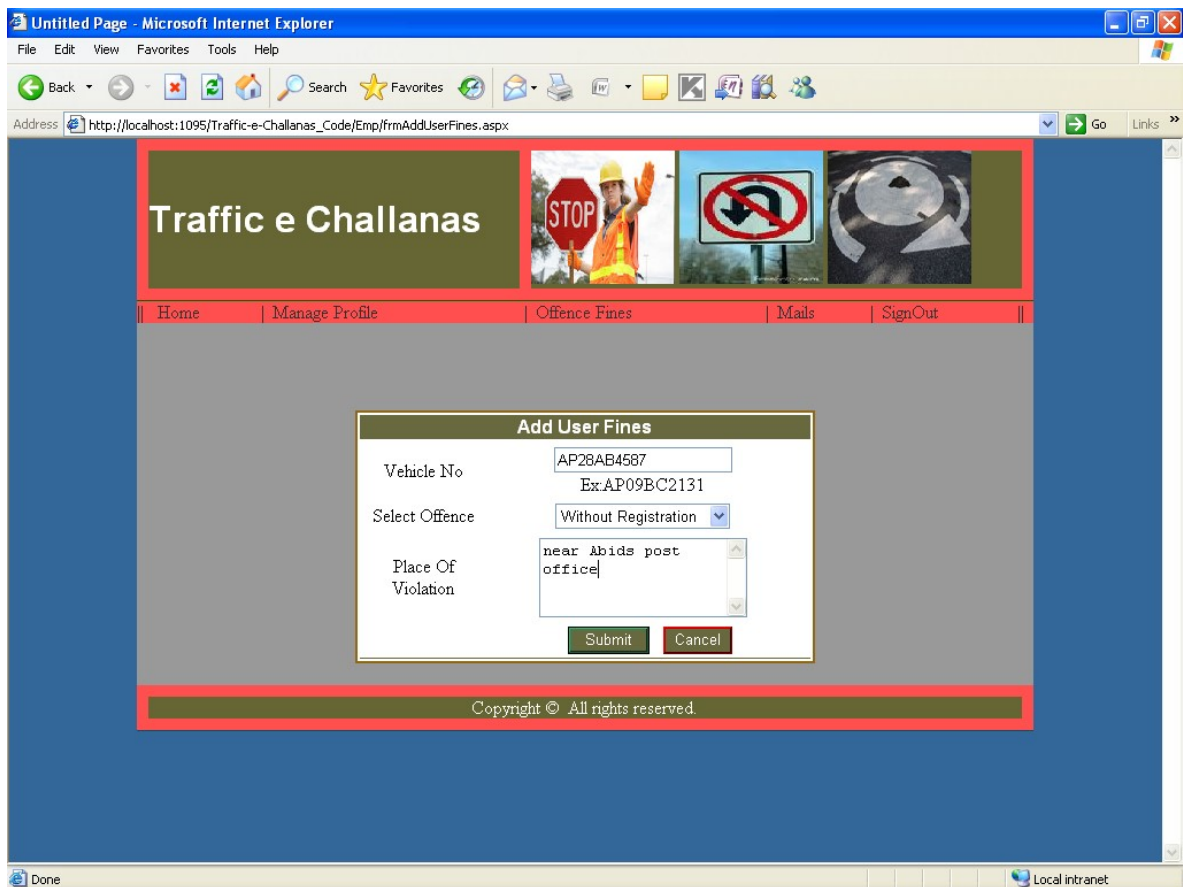 Untitled Page - Microsoft Internet Explorer
File Edit View Favorites Tools Help
Back Search Favorites
Address http://localhost:1095/Traffic-e-Challanas_Code/Emp/frmAddUserFines.aspx Go Links »
Traffic e Challanas
STOP
|| Home | Manage Profile | Offence Fines | Mails | SignOut ||
Add User Fines
Vehicle No AP28AB4587
Ex:AP09BC2131
Select Offence Without Registration
Place Of Violation
near Abids post
office
Submit Cancel
Copyright © All rights reserved.
Done Local intranet